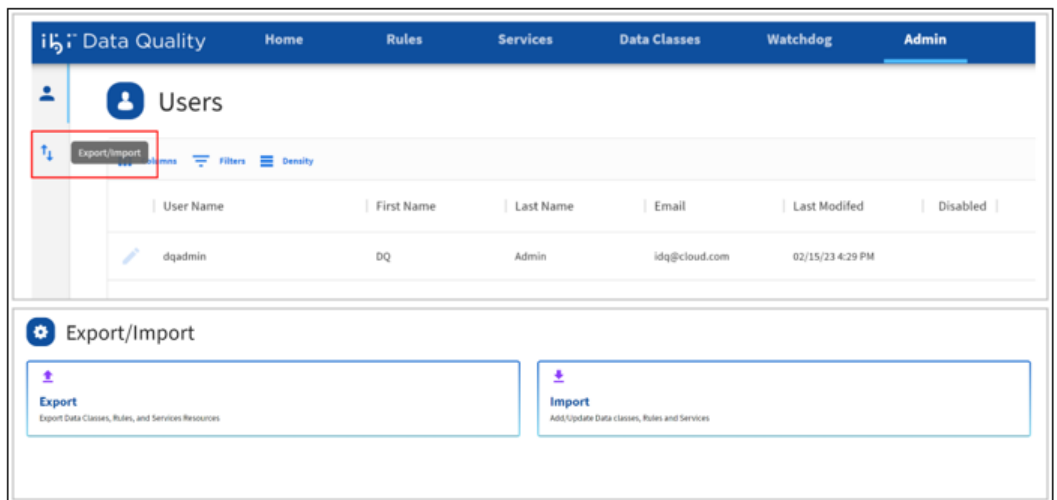 ibi Data Quality Home Rules Services Data Classes Watchdog Admin
Users
Export/Import
Filters Density
User Name First Name Last Name Email Last Modifed Disabled
dqadmin DQ Admin idq@cloud.com 02/15/23 4:29 PM
Export/Import
Export
Export Data Classes, Rules, and Services Resources
Import
Add/Update Data classes, Rules and Services